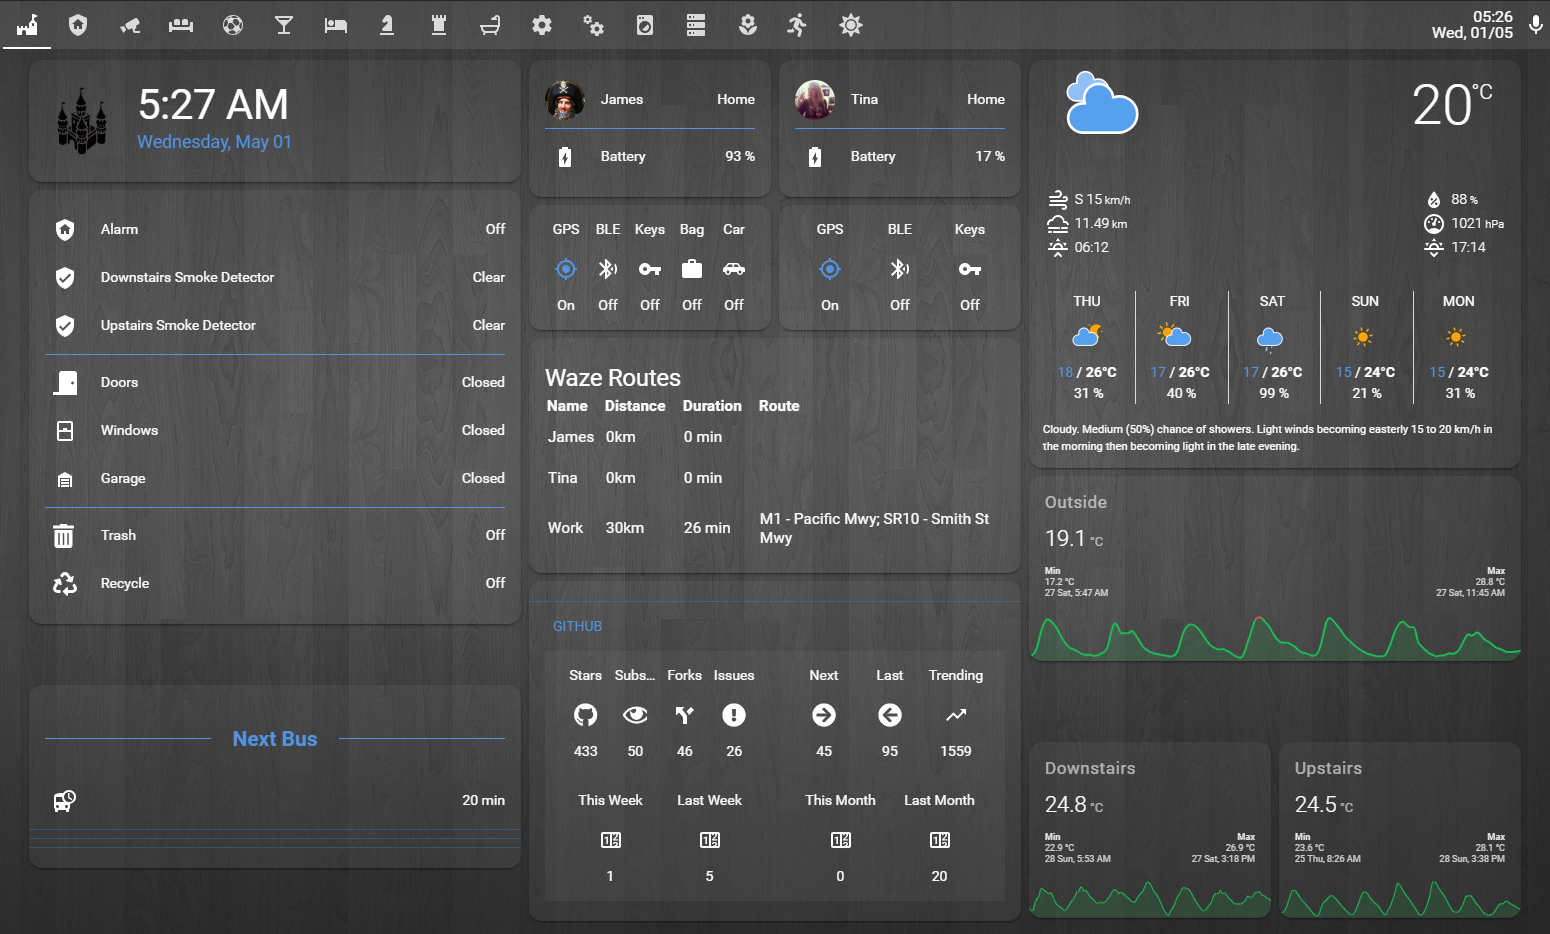 05:26
Wed, 01/05
5:27 AM
Wednesday, May 01
Alarm Off
Downstairs Smoke Detector Clear
Upstairs Smoke Detector Clear
Doors Closed
Windows Closed
Garage Closed
Trash Off
Recycle Off
Next Bus
20 min
James Home
Battery 93 %
Tina Home
Battery 17 %
GPS BLE Keys Bag Car
On Off Off Off Off
GPS BLE Keys
On Off Off
Waze Routes
Name Distance Duration Route
James 0km 0 min
Tina 0km 0 min
Work 30km 26 min M1 - Pacific Mwy; SR10 - Smith St
Mwy
GITHUB
Stars Subs... Forks Issues Next Last Trending
433 50 46 26 45 95 1559
This Week Last Week This Month Last Month
1 5 0 20
20°C
S 15 km/h 88 %
11.49 km 1021 hPa
06:12 17:14
THU FRI SAT SUN MON
18 / 26°C 17 / 26°C 17 / 26°C 15 / 24°C 15 / 24°C
31 % 40 % 99 % 21 % 31 %
Cloudy. Medium (50%) chance of showers. Light winds becoming easterly 15 to 20 km/h in
the morning then becoming light in the late evening.
Outside
19.1 °C
Min Max
17.2 °C 28.8 °C
27 Sat, 5:47 AM 27 Sat, 11:45 AM
Downstairs
24.8 °C
Min Max
22.9 °C 26.9 °C
28 Sun, 5:53 AM 27 Sat, 3:18 PM
Upstairs
24.5 °C
Min Max
23.6 °C 28.1 °C
25 Thu, 8:26 AM 28 Sun, 3:38 PM